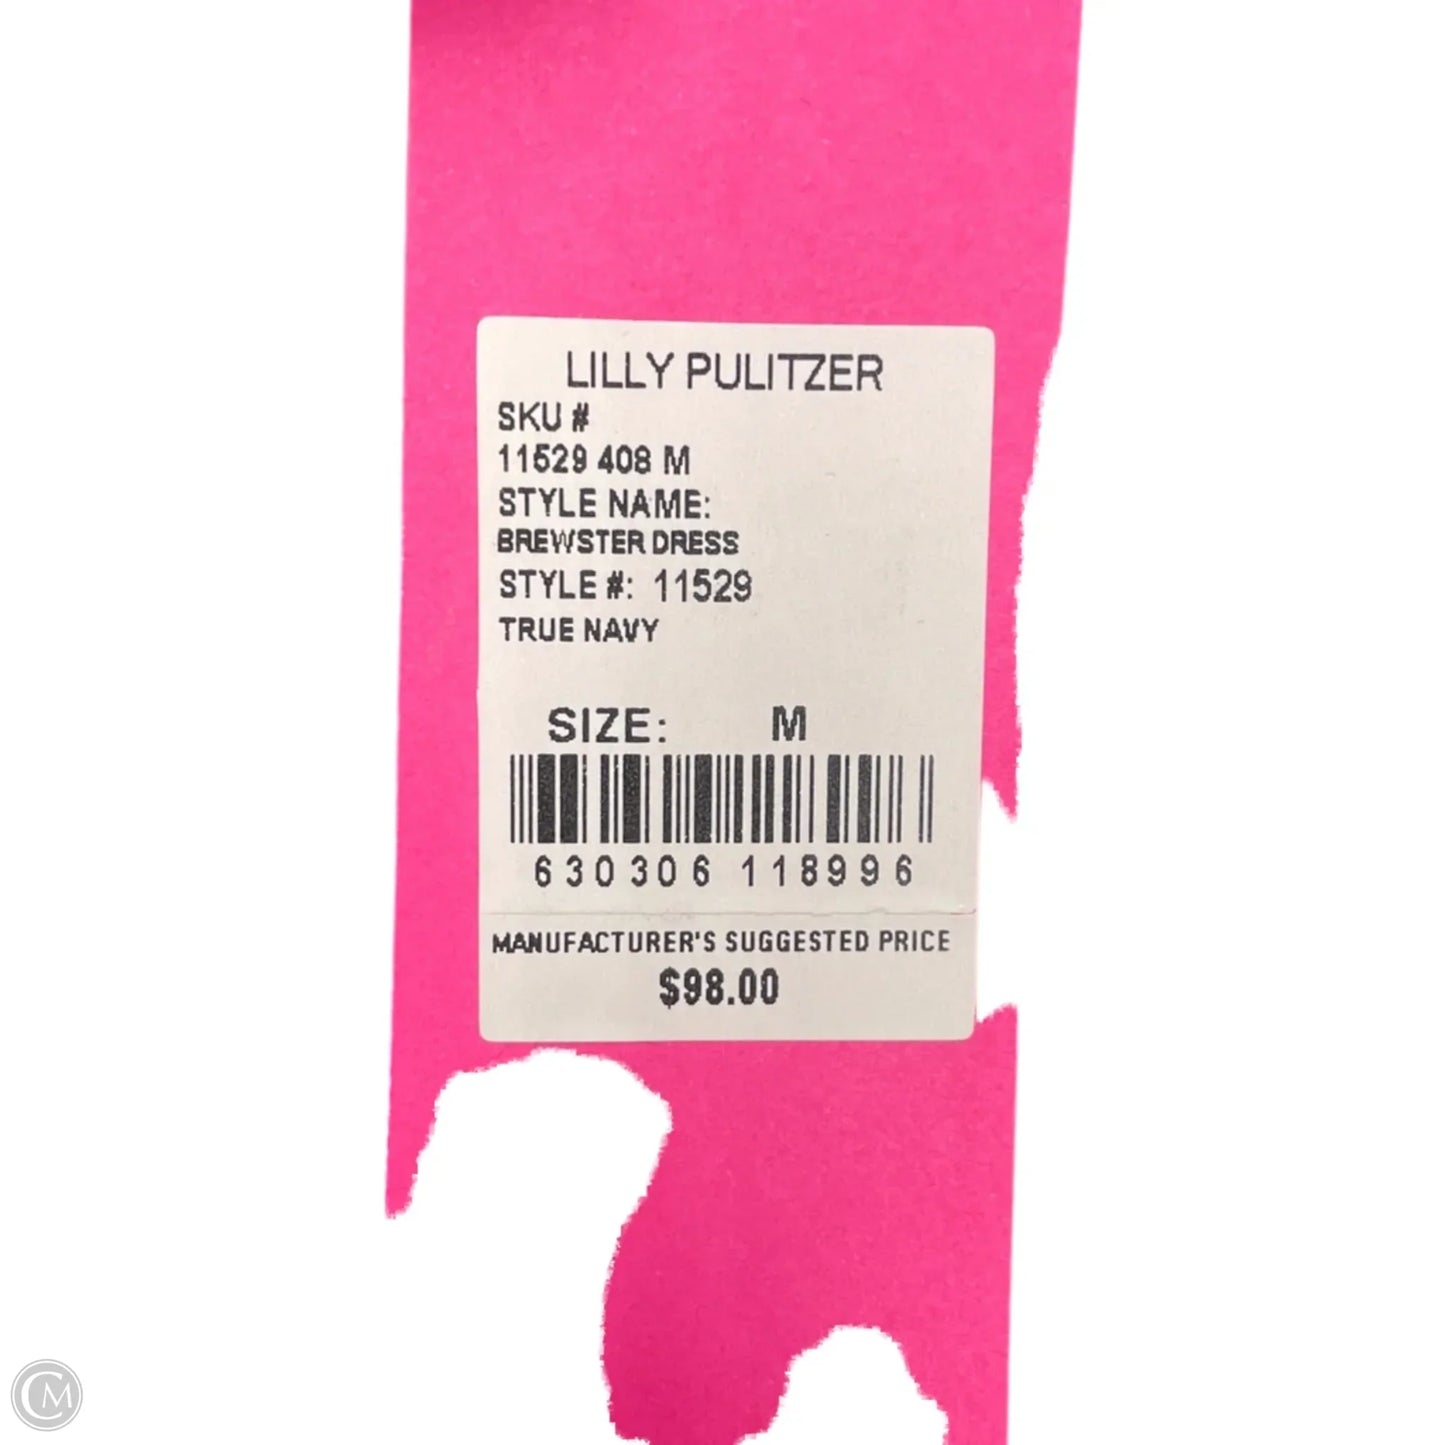 LILLY PULITZER
SKU #
11529 408 M
STYLE NAME:
BREWSTER DRESS
STYLE #: 11529
TRUE NAVY
SIZE: M
630306 118996
MANUFACTURER'S SUGGESTED PRICE
$98.00
CM